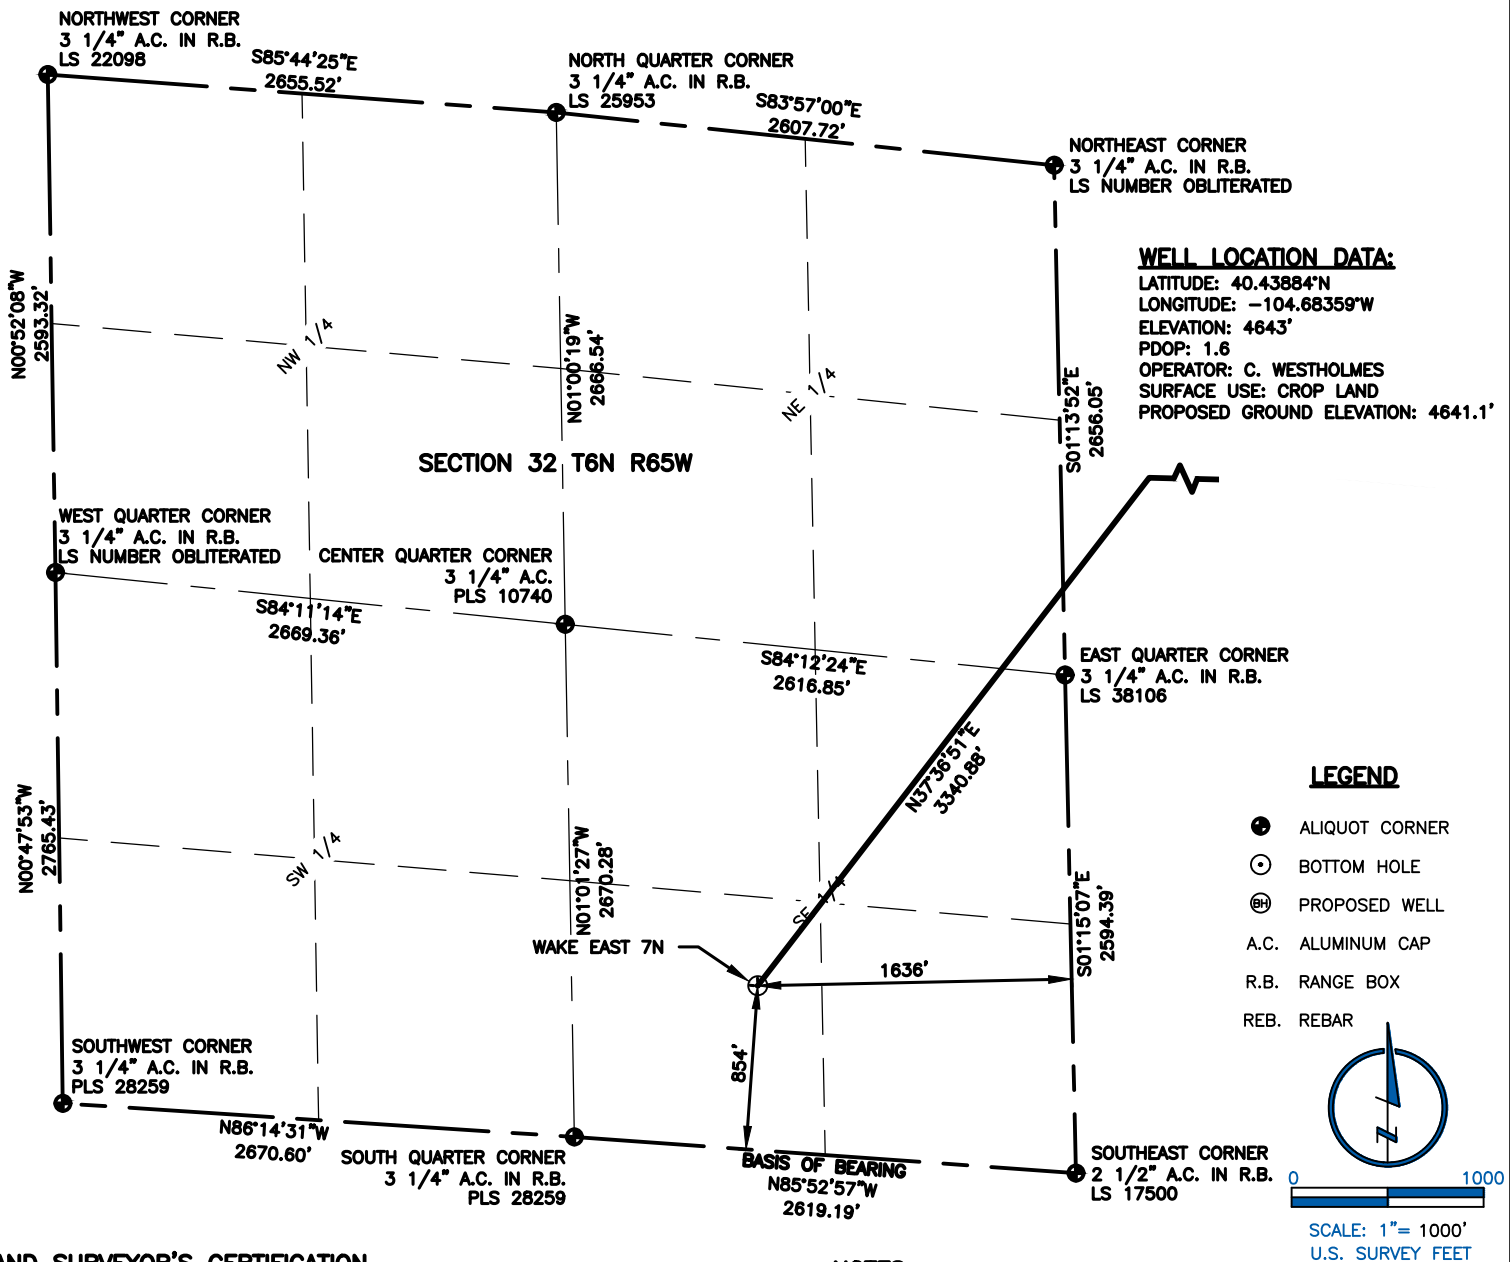 NORTHWEST CORNER
3 1/4" A.C. IN R.B.
LS 22098
S85°44'25"E
2655.52'
NORTH QUARTER CORNER
3 1/4" A.C. IN R.B.
LS 25953
S83°57'00"E
2607.72'
NORTHEAST CORNER
3 1/4" A.C. IN R.B.
LS NUMBER OBLITERATED
WELL LOCATION DATA:
LATITUDE: 40.43884°N
LONGITUDE: -104.68359°W
ELEVATION: 4643'
PDOP: 1.6
OPERATOR: C. WESTHOLMES
SURFACE USE: CROP LAND
PROPOSED GROUND ELEVATION: 4641.1'
N00°52'08"W
2593.32'
NW 1/4
N01°00'19"W
2666.54'
NE 1/4
S01°13'52"E
2656.05'
SECTION 32 T6N R65W
WEST QUARTER CORNER
3 1/4" A.C. IN R.B.
LS NUMBER OBLITERATED
CENTER QUARTER CORNER
3 1/4" A.C.
PLS 10740
S84°11'14"E
2669.36'
S84°12'24"E
2616.85'
EAST QUARTER CORNER
3 1/4" A.C. IN R.B.
LS 38106
N37°36'51"E
3340.88'
LEGEND
ALIQUOT CORNER
BOTTOM HOLE
BH PROPOSED WELL
A.C. ALUMINUM CAP
R.B. RANGE BOX
REB. REBAR
N00°47'53"W
2765.43'
SW 1/4
N01°01'27"W
2670.28'
SE 1/4
S01°15'07"E
2594.39'
WAKE EAST 7N
1636'
854'
SOUTHWEST CORNER
3 1/4" A.C. IN R.B.
PLS 28259
N86°14'31"W
2670.60'
SOUTH QUARTER CORNER
3 1/4" A.C. IN R.B.
PLS 28259
BASIS OF BEARING
N85°52'57"W
2619.19'
SOUTHEAST CORNER
2 1/2" A.C. IN R.B.
LS 17500
N
0 1000
SCALE: 1"= 1000'
U.S. SURVEY FEET
AND SURVEYOR'S CERTIFICATION
NOTES